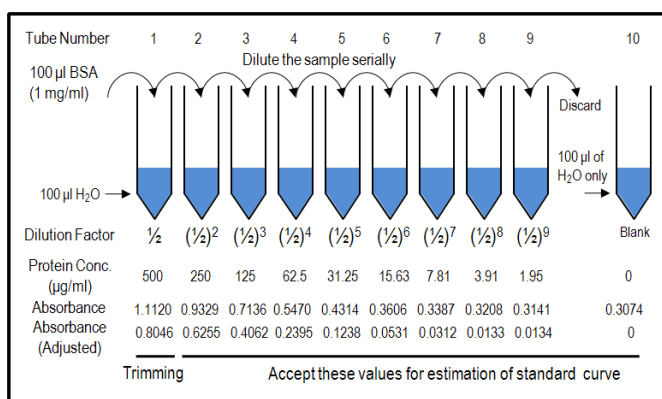 Tube Number 1 2 3 4 5 6 7 8 9 10
Dilute the sample serially
100 µl BSA
(1 mg/ml)
Discard
100 µl of
H₂O only
100 µl H₂O
Dilution Factor ½ (½)² (½)³ (½)⁴ (½)⁵ (½)⁶ (½)⁷ (½)⁸ (½)⁹ Blank
Protein Conc.
(µg/ml) 500 250 125 62.5 31.25 15.63 7.81 3.91 1.95 0
Absorbance 1.1120 0.9329 0.7136 0.5470 0.4314 0.3606 0.3387 0.3208 0.3141 0.3074
Absorbance
(Adjusted) 0.8046 0.6255 0.4062 0.2395 0.1238 0.0531 0.0312 0.0133 0.0134 0
Trimming Accept these values for estimation of standard curve